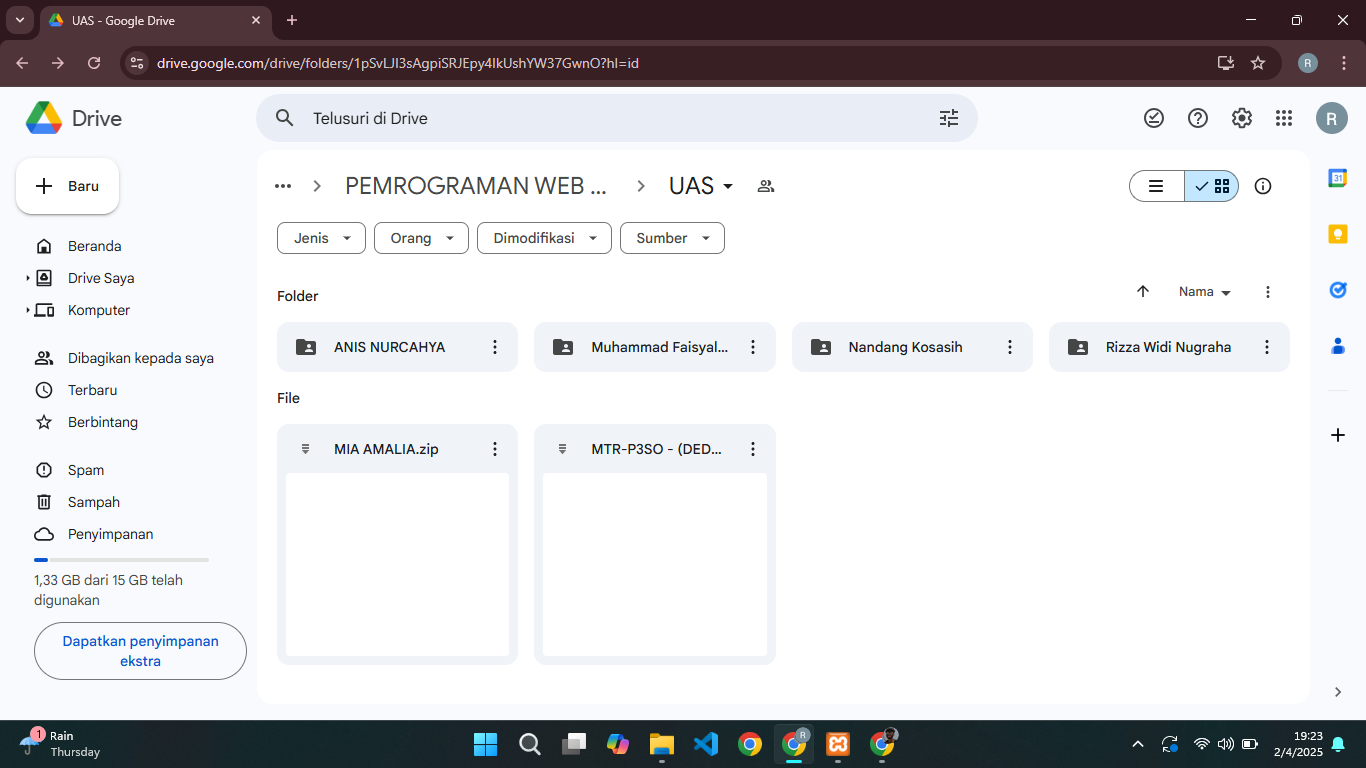 UAS - Google Drive
drive.google.com/drive/folders/1pSvLJI3sAgpiSRJEpy4IkUshYW37GwnO?hl=id
R
Drive
Telusuri di Drive
R
Baru
PEMROGRAMAN WEB ...
UAS
Jenis
Orang
Dimodifikasi
Sumber
Beranda
Drive Saya
Komputer
Dibagikan kepada saya
Terbaru
Berbintang
Spam
Sampah
Penyimpanan
1,33 GB dari 15 GB telah
digunakan
Dapatkan penyimpanan
ekstra
Folder
Nama
ANIS NURCAHYA
Muhammad Faisyal...
Nandang Kosasih
Rizza Widi Nugraha
File
MIA AMALIA.zip
MTR-P3SO - (DED...
31
1
Rain
Thursday
R
19:23
2/4/2025